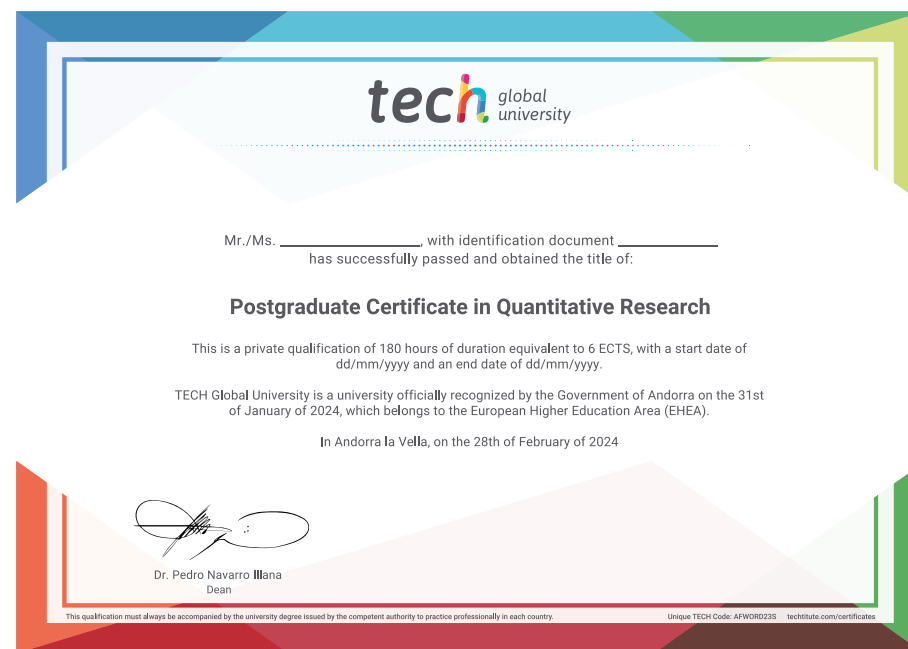 tech global university
Mr./Ms. ____________, with identification document ____________
has successfully passed and obtained the title of:
Postgraduate Certificate in Quantitative Research
This is a private qualification of 180 hours of duration equivalent to 6 ECTS, with a start date of
dd/mm/yyyy and an end date of dd/mm/yyyy.
TECH Global University is a university officially recognized by the Government of Andorra on the 31st
of January of 2024, which belongs to the European Higher Education Area (EHEA).
In Andorra la Vella, on the 28th of February of 2024
Dr. Pedro Navarro Illana
Dean
This qualification must always be accompanied by the university degree issued by the competent authority to practice professionally in each country.
Unique TECH Code: AFWORD23S techtitute.com/certificates